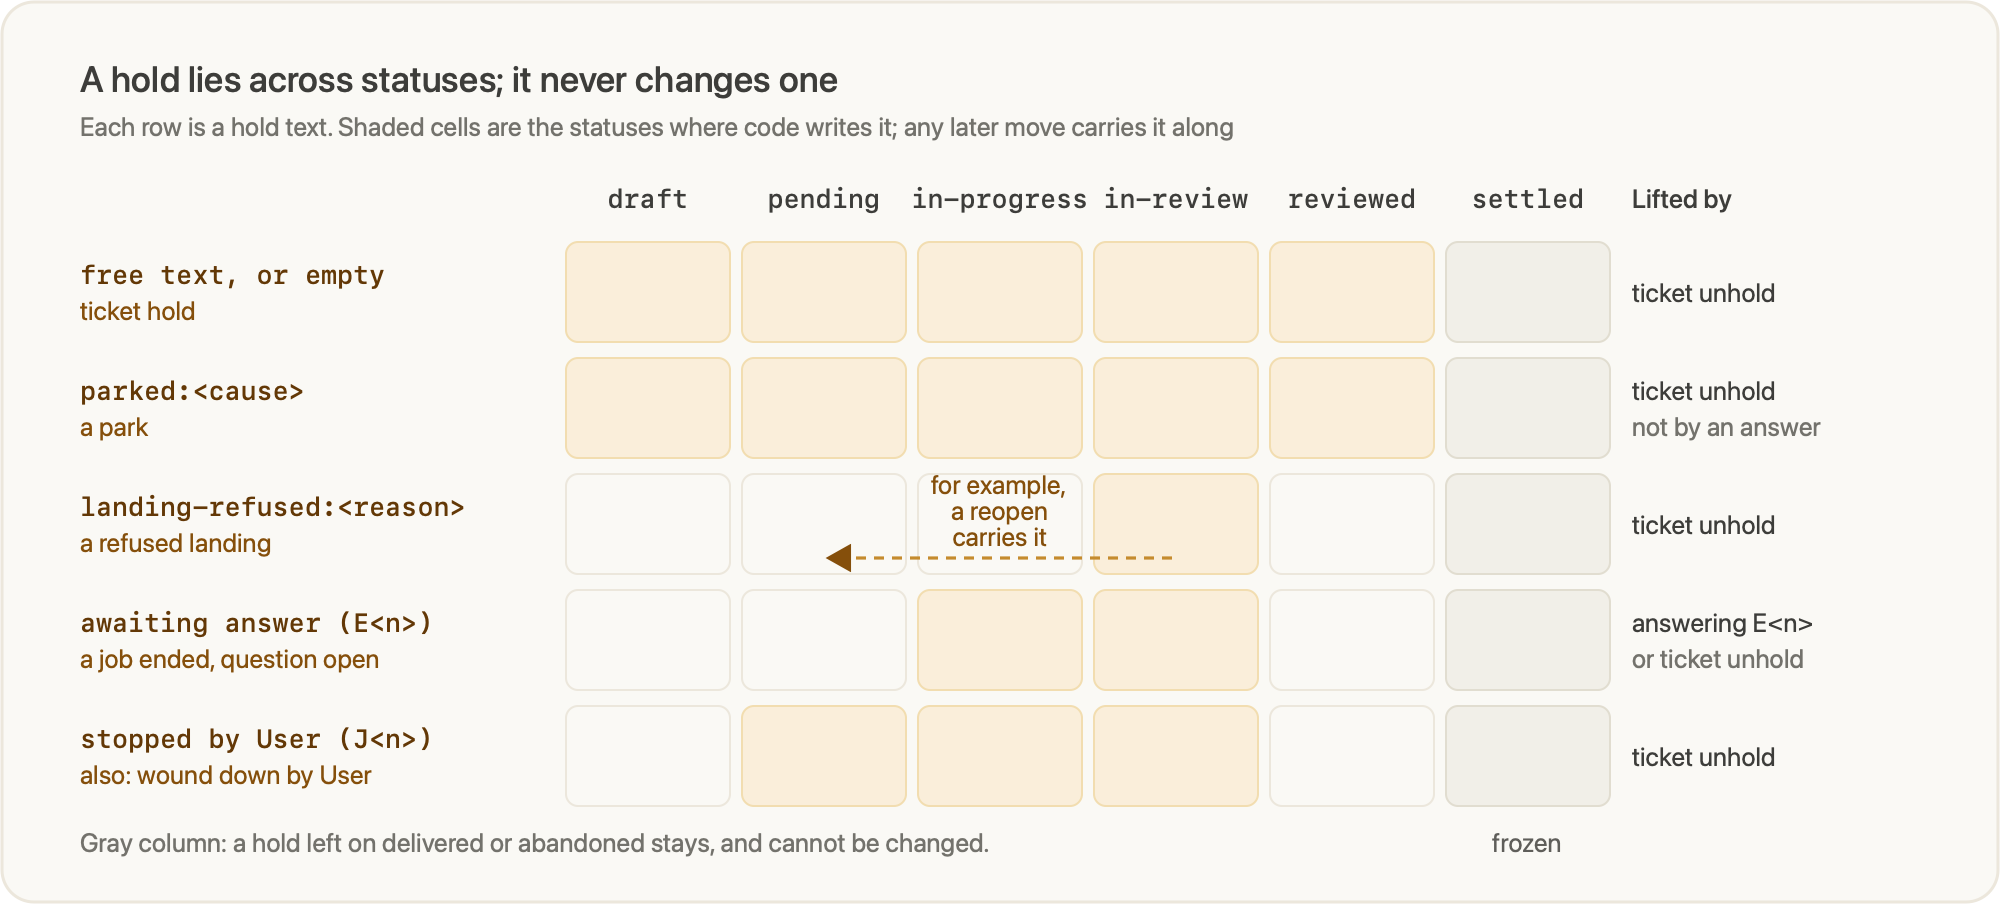 A hold lies across statuses; it never changes one
Each row is a hold text. Shaded cells are the statuses where code writes it; any later move carries it along
draft pending in-progress in-review reviewed settled Lifted by
free text, or empty
ticket hold
ticket unhold
parked:<cause>
a park
ticket unhold
not by an answer
landing-refused:<reason>
a refused landing
for example,
a reopen
carries it
ticket unhold
awaiting answer (E<n>)
a job ended, question open
answering E<n>
or ticket unhold
stopped by User (J<n>)
also: wound down by User
ticket unhold
Gray column: a hold left on delivered or abandoned stays, and cannot be changed.
frozen